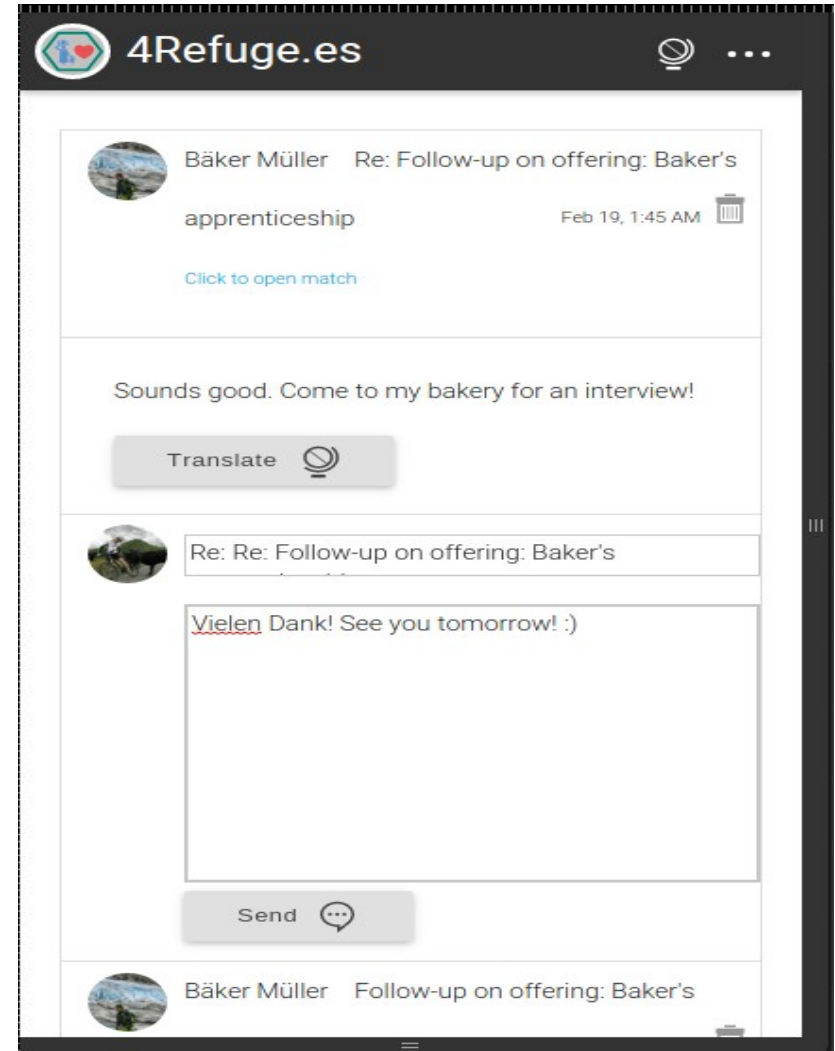 4Refuge.es
Bäker Müller Re: Follow-up on offering: Baker's
apprenticeship Feb 19, 1:45 AM
Click to open match
Sounds good. Come to my bakery for an interview!
Translate
Re: Re: Follow-up on offering: Baker's
Vielen Dank! See you tomorrow! :)
Send
Bäker Müller Follow-up on offering: Baker's